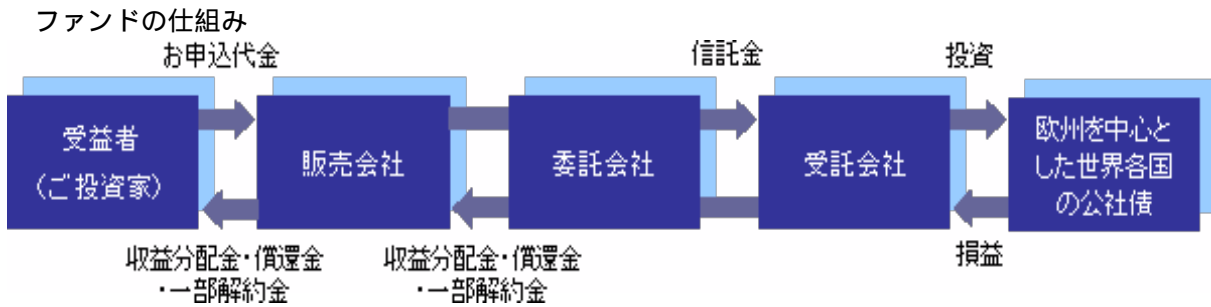 ファンドの仕組み
お申込代金
信託金
投資
受益者
（ご投資家）
販売会社
委託会社
受託会社
欧州を中心と
した世界各国
の公社債
収益分配金・償還金
・一部解約金
収益分配金・償還金
・一部解約金
損益